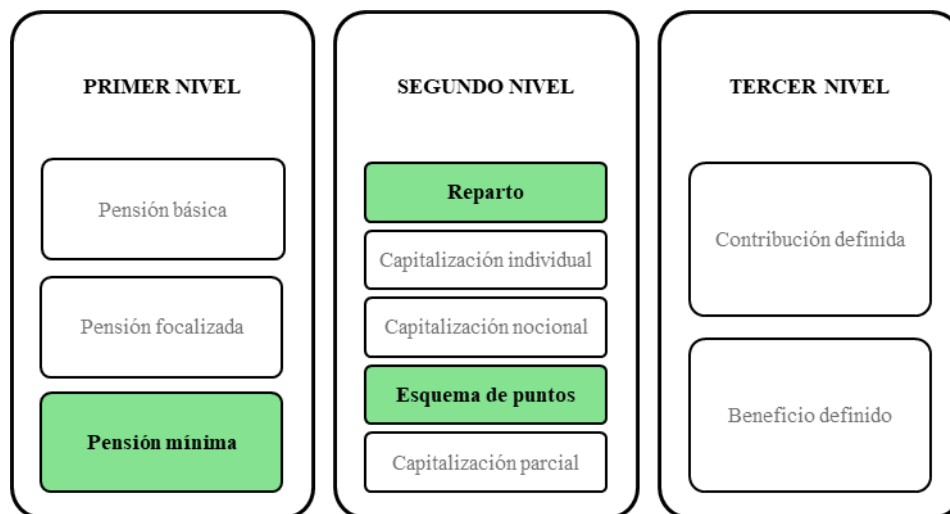 PRIMER NIVEL
Pensión básica
Pensión focalizada
Pensión mínima
SEGUNDO NIVEL
Reparto
Capitalización individual
Capitalización nocional
Esquema de puntos
Capitalización parcial
TERCER NIVEL
Contribución definida
Beneficio definido